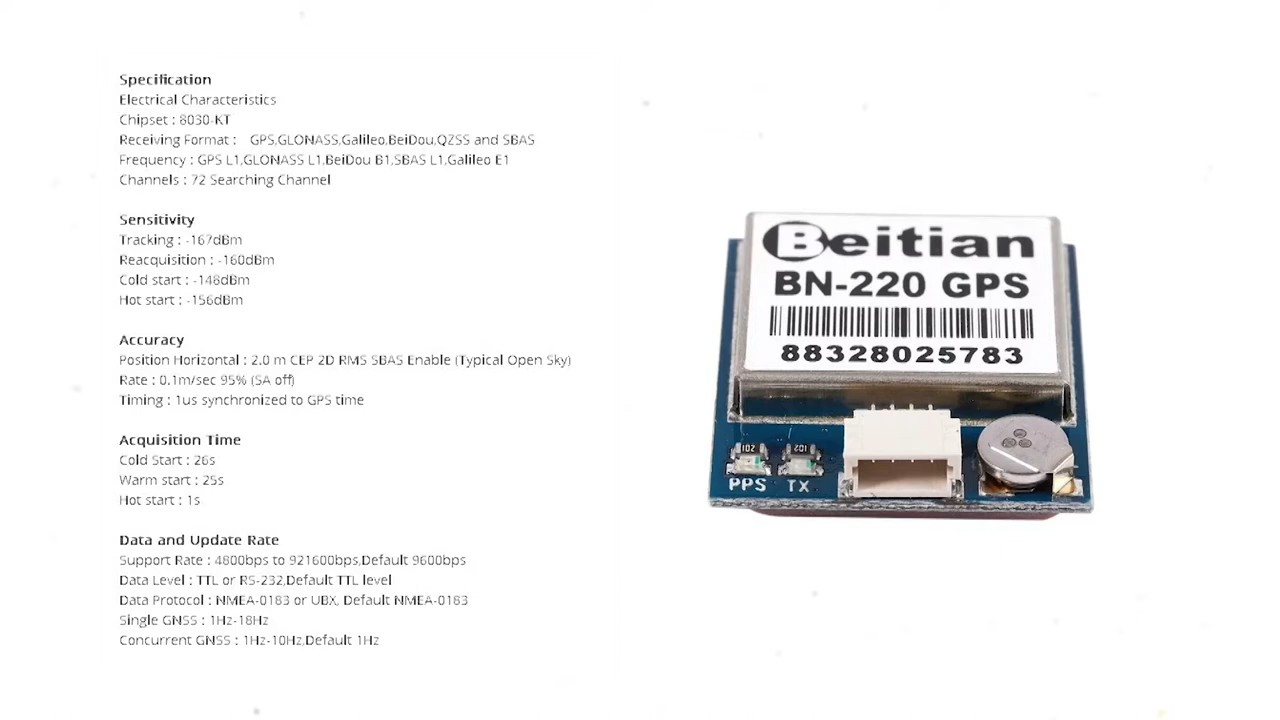 Specification
Electrical Characteristics
Chipset : 8030-KT
Receiving Format : GPS,GLONASS,Galileo,BeiDou,QZSS and SBAS
Frequency : GPS L1,GLONASS L1,BeiDou B1,SBAS L1,Galileo E1
Channels : 72 Searching Channel
Sensitivity
Tracking : -167dBm
Reacquisition : -160dBm
Cold start : -148dBm
Hot start : -156dBm
Accuracy
Position Horizontal : 2.0 m CEP 2D RMS SBAS Enable (Typical Open Sky)
Rate : 0.1m/sec 95% (SA off)
Timing : 1us synchronized to GPS time
Acquisition Time
Cold Start : 26s
Warm start : 25s
Hot start : 1s
Data and Update Rate
Support Rate : 4800bps to 921600bps,Default 9600bps
Data Level : TTL or RS-232,Default TTL level
Data Protocol : NMEA-0183 or UBX, Default NMEA-0183
Single GNSS : 1Hz-18Hz
Concurrent GNSS : 1Hz-10Hz,Default 1Hz
Beitian
BN-220 GPS
88328025783
102 102
PPS TX